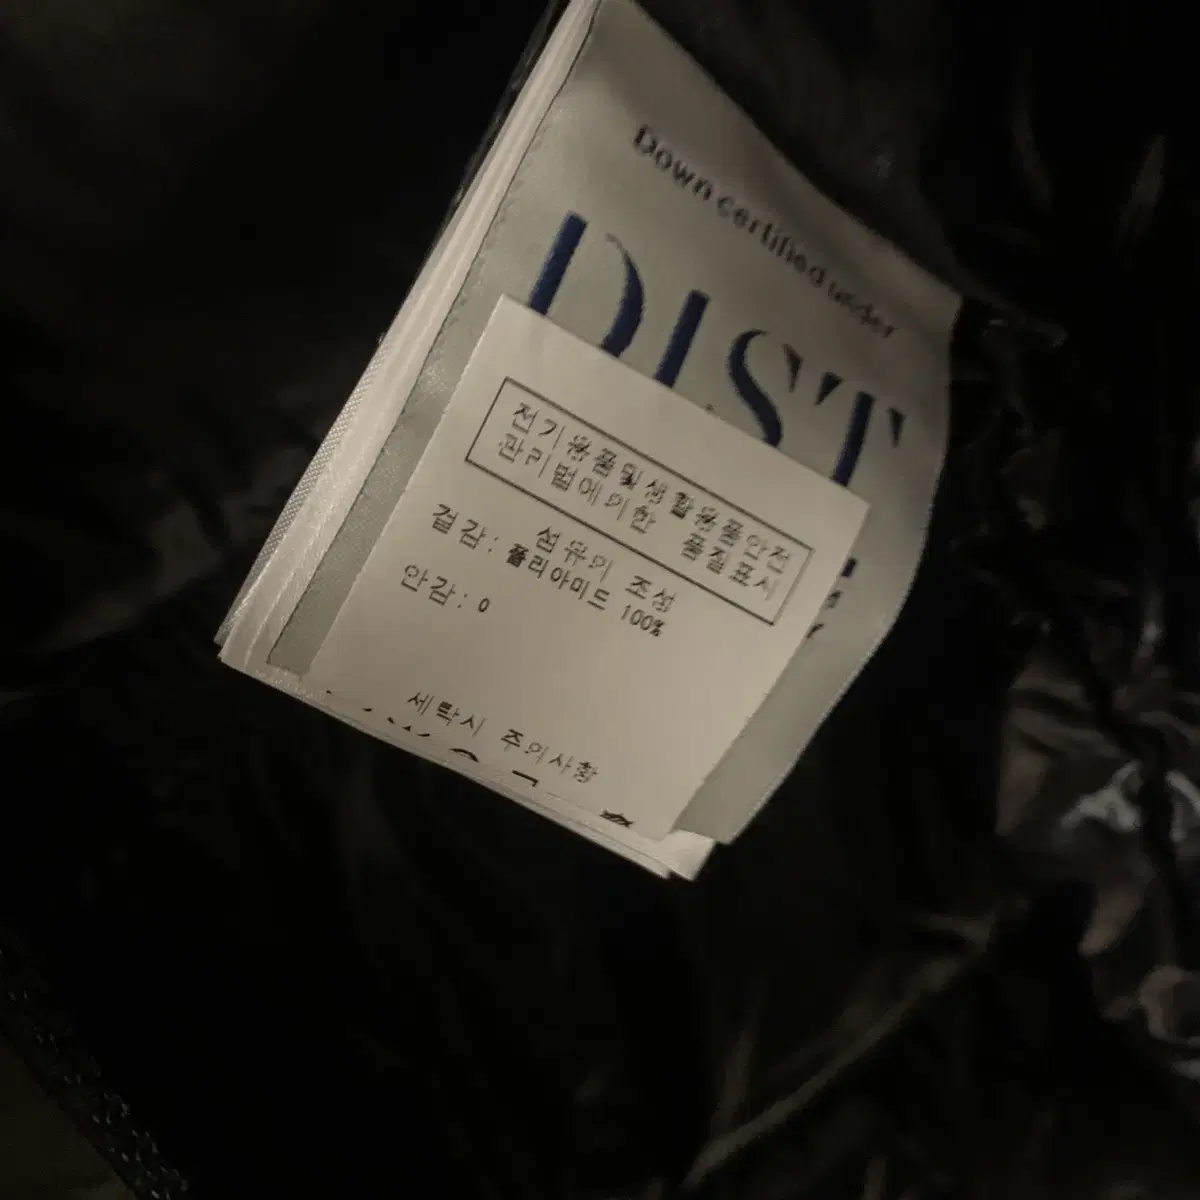 Down certified under
DIST
전기용품및생활용품안전
관리법에의한 품질표시
섬유의 조성
겉감: 폴리아미드 100%
안감: 0
세탁시 주의사항